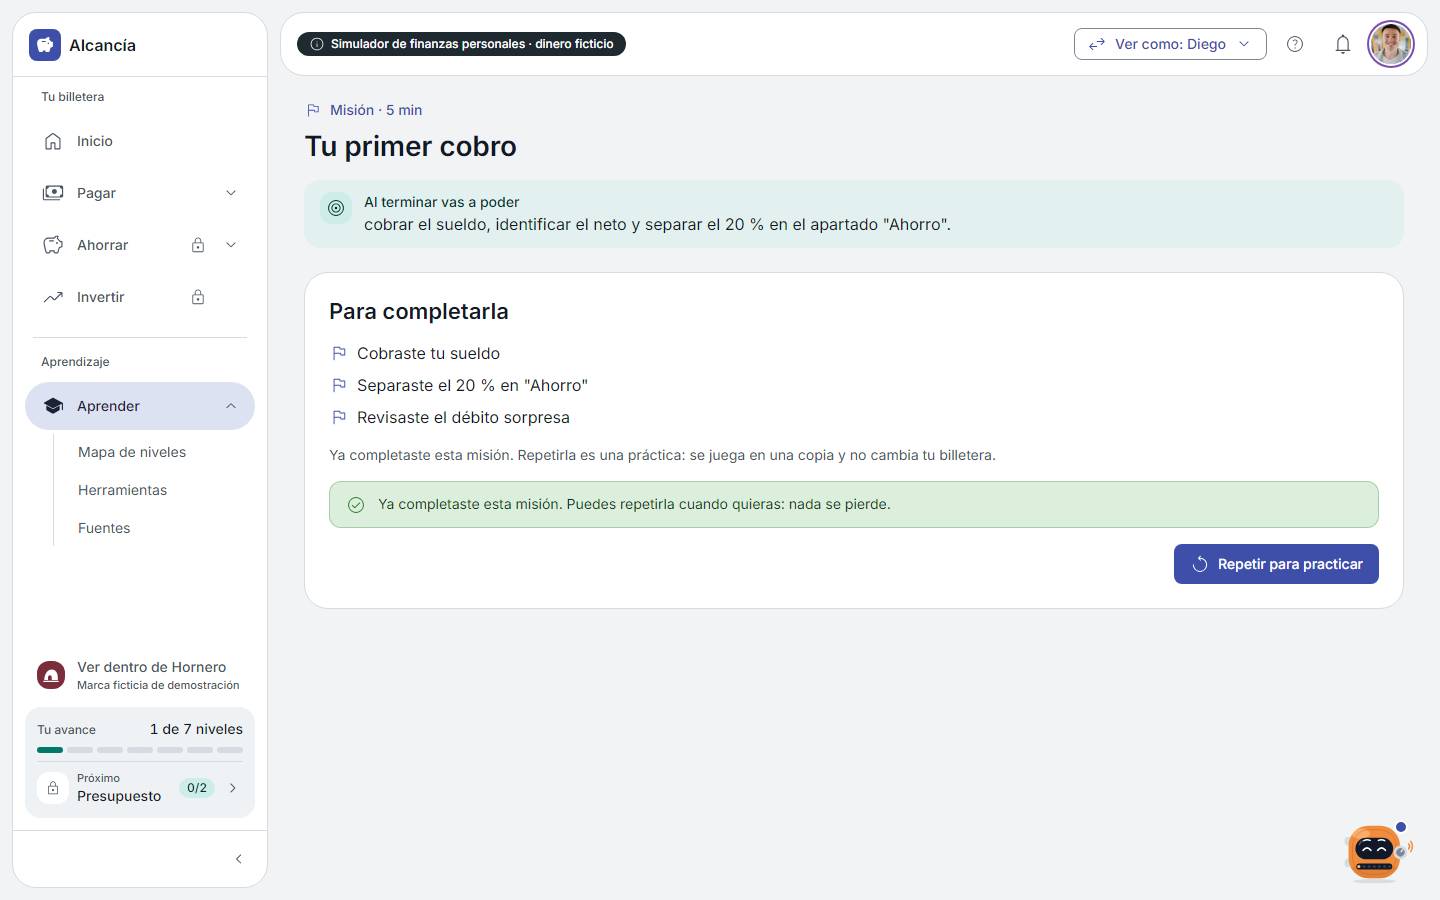 Alcancía
Simulador de finanzas personales · dinero ficticio
Ver como: Diego
Tu billetera
Inicio
Pagar
Ahorrar
Invertir
Aprendizaje
Aprender
Mapa de niveles
Herramientas
Fuentes
Ver dentro de Hornero
Marca ficticia de demostración
Tu avance
1 de 7 niveles
Próximo
Presupuesto
0/2
Misión · 5 min
Tu primer cobro
Al terminar vas a poder
cobrar el sueldo, identificar el neto y separar el 20 % en el apartado "Ahorro".
Para completarla
Cobraste tu sueldo
Separaste el 20 % en "Ahorro"
Revisaste el débito sorpresa
Ya completaste esta misión. Repetirla es una práctica: se juega en una copia y no cambia tu billetera.
Ya completaste esta misión. Puedes repetirla cuando quieras: nada se pierde.
Repetir para practicar